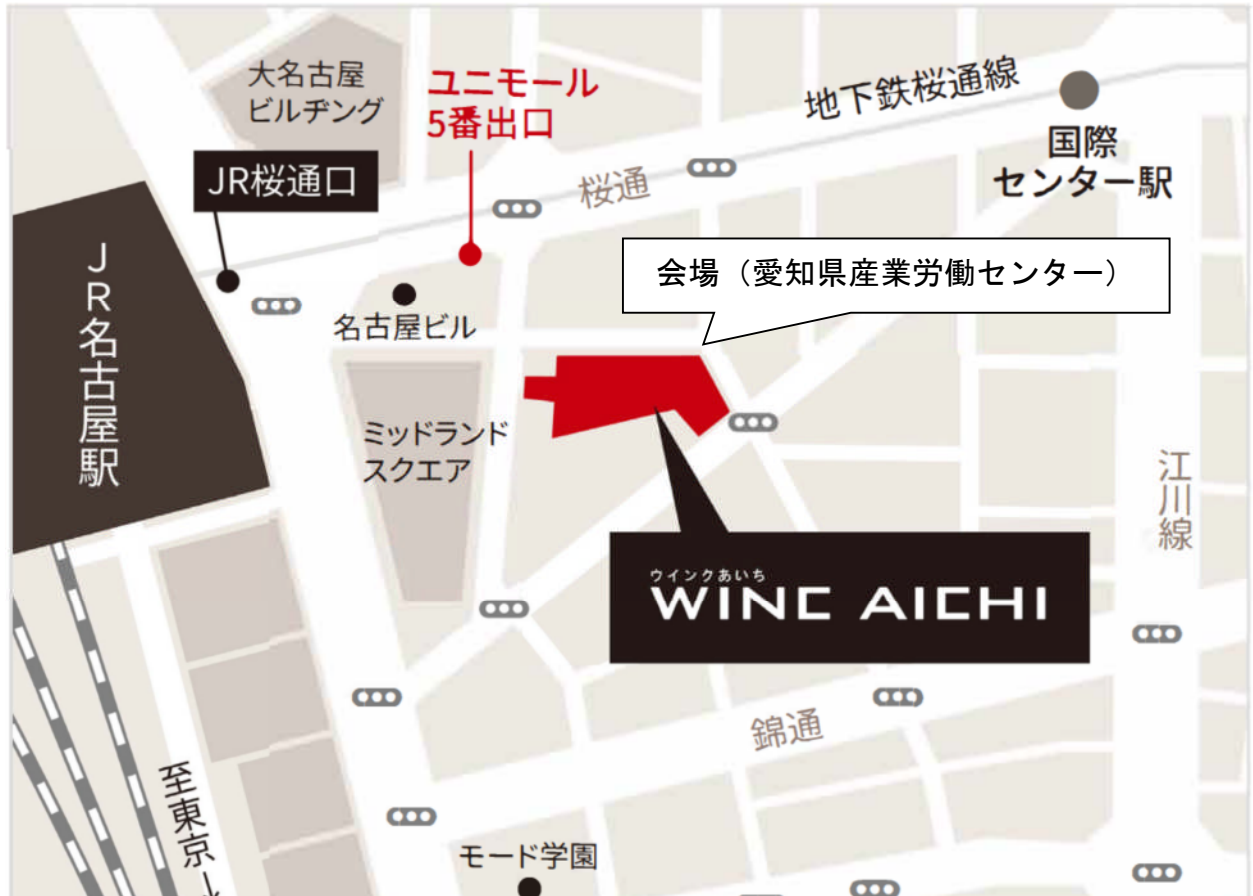 大名古屋
ビルヂング
ユニモール
5番出口
地下鉄桜通線
国際
センター駅
JR桜通口
桜通
会場（愛知県産業労働センター）
JR名古屋駅
名古屋ビル
ミッドランド
スクエア
江川線
ウインクあいち
WINC AICHI
錦通
至東京
モード学園